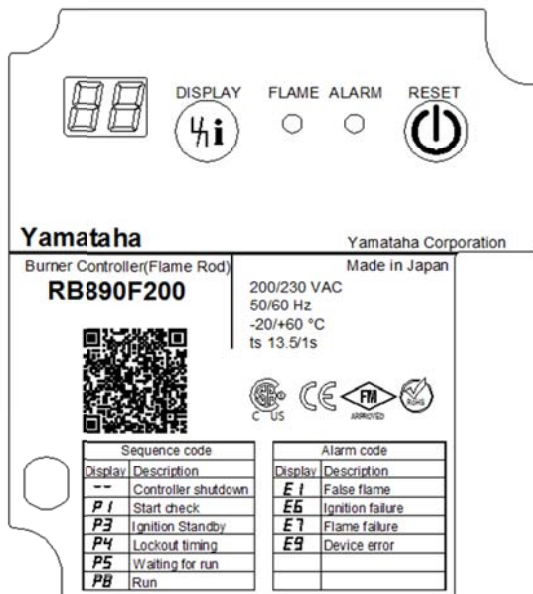 88
DISPLAY FLAME ALARM RESET
i
Yamataha
Yamataha Corporation
Burner Controller(Flame Rod)
RB890F200
Made in Japan
200/230 VAC
50/60 Hz
-20/+60 °C
ts 13.5/1s
C US
CE
FM
APPROVED
RoHS
Sequence code
Display Description
-- Controller shutdown
P1 Start check
P3 Ignition Standby
P4 Lockout timing
P5 Waiting for run
P8 Run
Alarm code
Display Description
E1 False flame
E6 Ignition failure
E7 Flame failure
E9 Device error